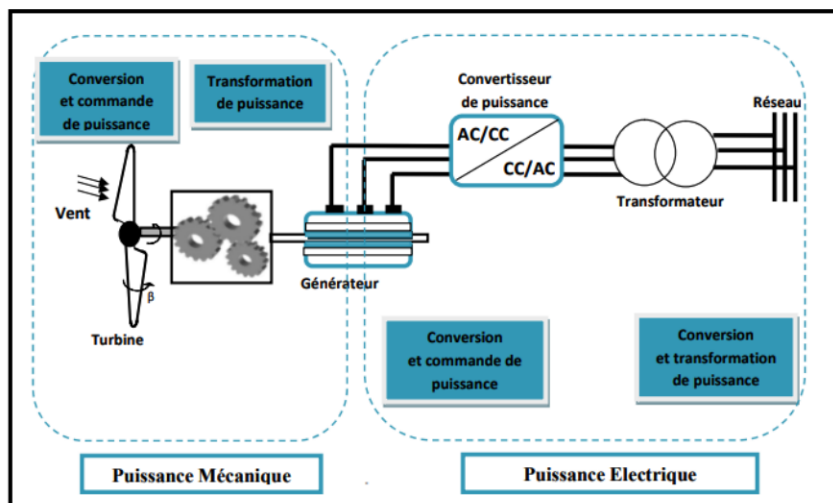 Conversion
et commande
de puissance
Transformation
de puissance
Convertisseur
de puissance
Réseau
AC/CC
CC/AC
Vent
Transformateur
Générateur
β
Turbine
Conversion
et commande de
puissance
Conversion
et transformation
de puissance
Puissance Mécanique
Puissance Electrique